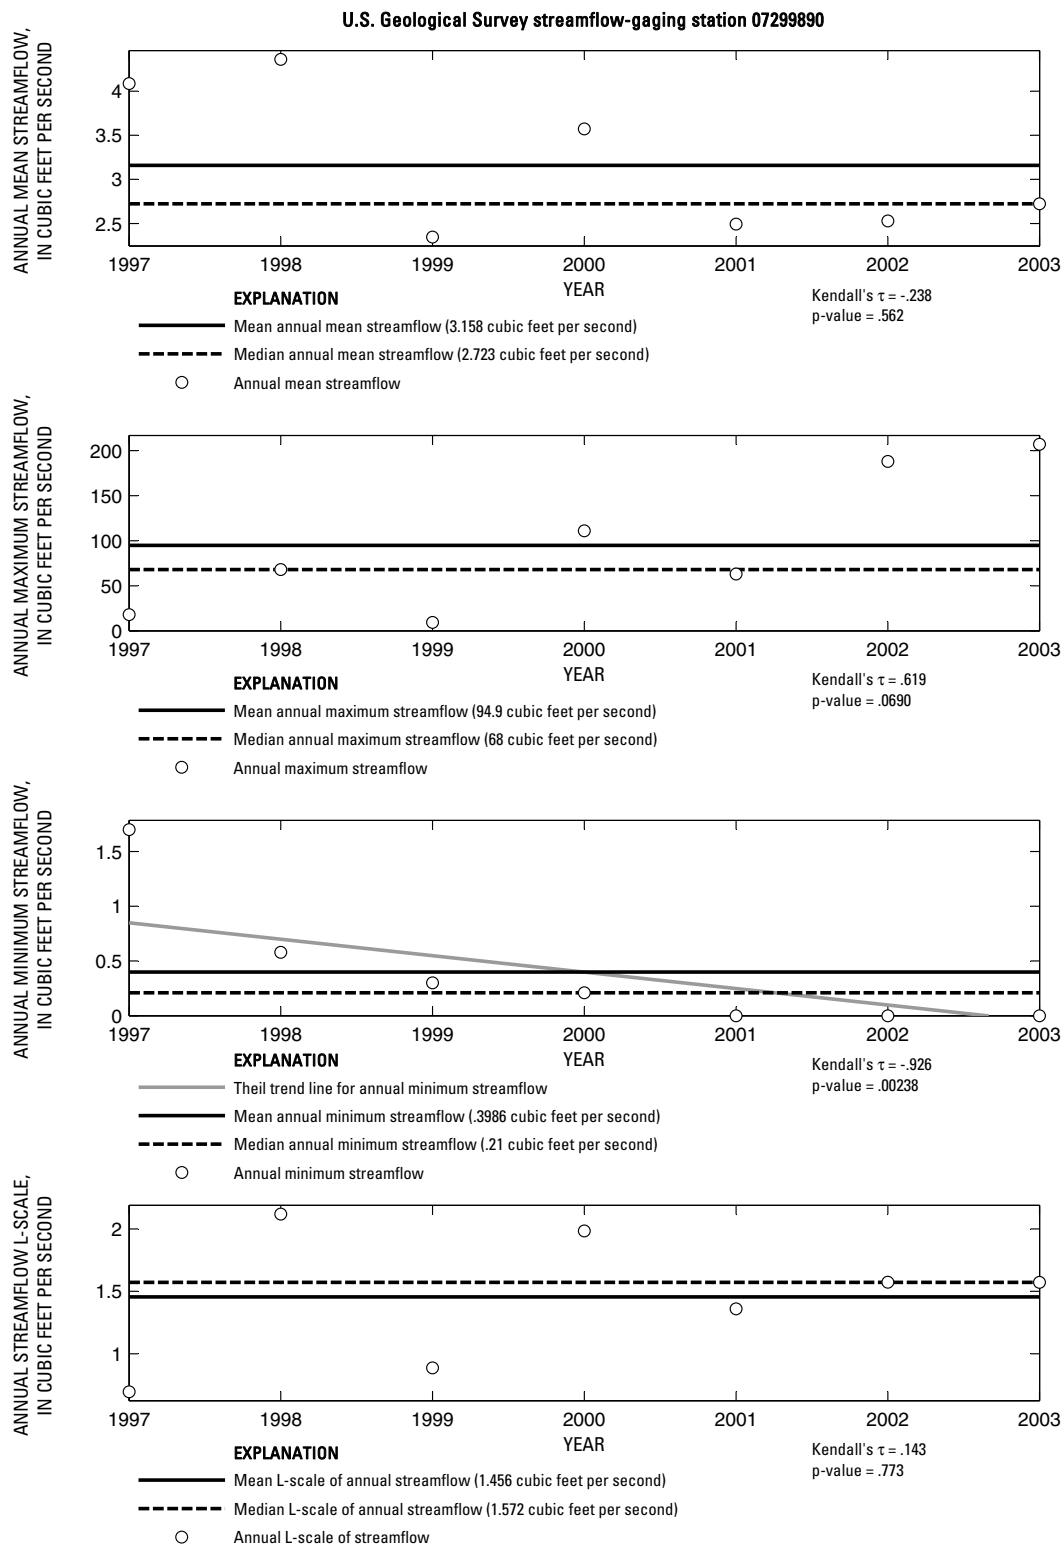 U.S. Geological Survey streamflow-gaging station 07299890
ANNUAL MEAN STREAMFLOW,
IN CUBIC FEET PER SECOND
4
3.5
3
2.5
1997 1998 1999 2000 2001 2002 2003
YEAR
Kendall's τ = -.238
p-value = .562
EXPLANATION
Mean annual mean streamflow (3.158 cubic feet per second)
Median annual mean streamflow (2.723 cubic feet per second)
Annual mean streamflow
ANNUAL MAXIMUM STREAMFLOW,
IN CUBIC FEET PER SECOND
200
150
100
50
0
1997 1998 1999 2000 2001 2002 2003
YEAR
Kendall's τ = .619
p-value = .0690
EXPLANATION
Mean annual maximum streamflow (94.9 cubic feet per second)
Median annual maximum streamflow (68 cubic feet per second)
Annual maximum streamflow
ANNUAL MINIMUM STREAMFLOW,
IN CUBIC FEET PER SECOND
1.5
1
0.5
0
1997 1998 1999 2000 2001 2002 2003
YEAR
Kendall's τ = -.926
p-value = .00238
EXPLANATION
Theil trend line for annual minimum streamflow
Mean annual minimum streamflow (.3986 cubic feet per second)
Median annual minimum streamflow (.21 cubic feet per second)
Annual minimum streamflow
ANNUAL STREAMFLOW L-SCALE,
IN CUBIC FEET PER SECOND
2
1.5
1
1997 1998 1999 2000 2001 2002 2003
YEAR
Kendall's τ = .143
p-value = .773
EXPLANATION
Mean L-scale of annual streamflow (1.456 cubic feet per second)
Median L-scale of annual streamflow (1.572 cubic feet per second)
Annual L-scale of streamflow